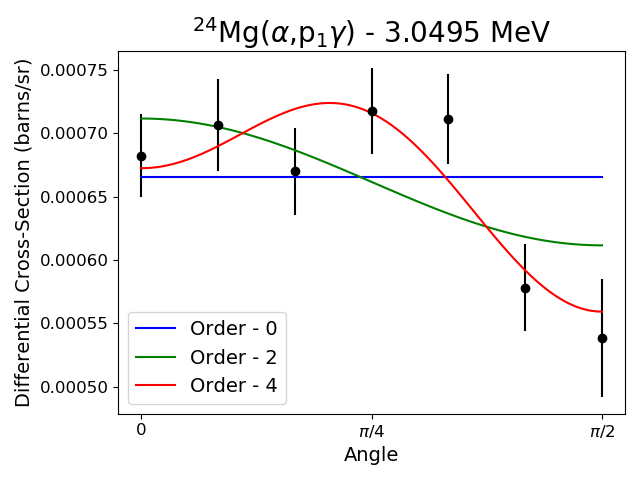 ²⁴Mg(α,p₁γ) - 3.0495 MeV
Differential Cross-Section (barns/sr)
0.00075
0.00070
0.00065
0.00060
0.00055
0.00050
Order - 0
Order - 2
Order - 4
0
π/4
π/2
Angle